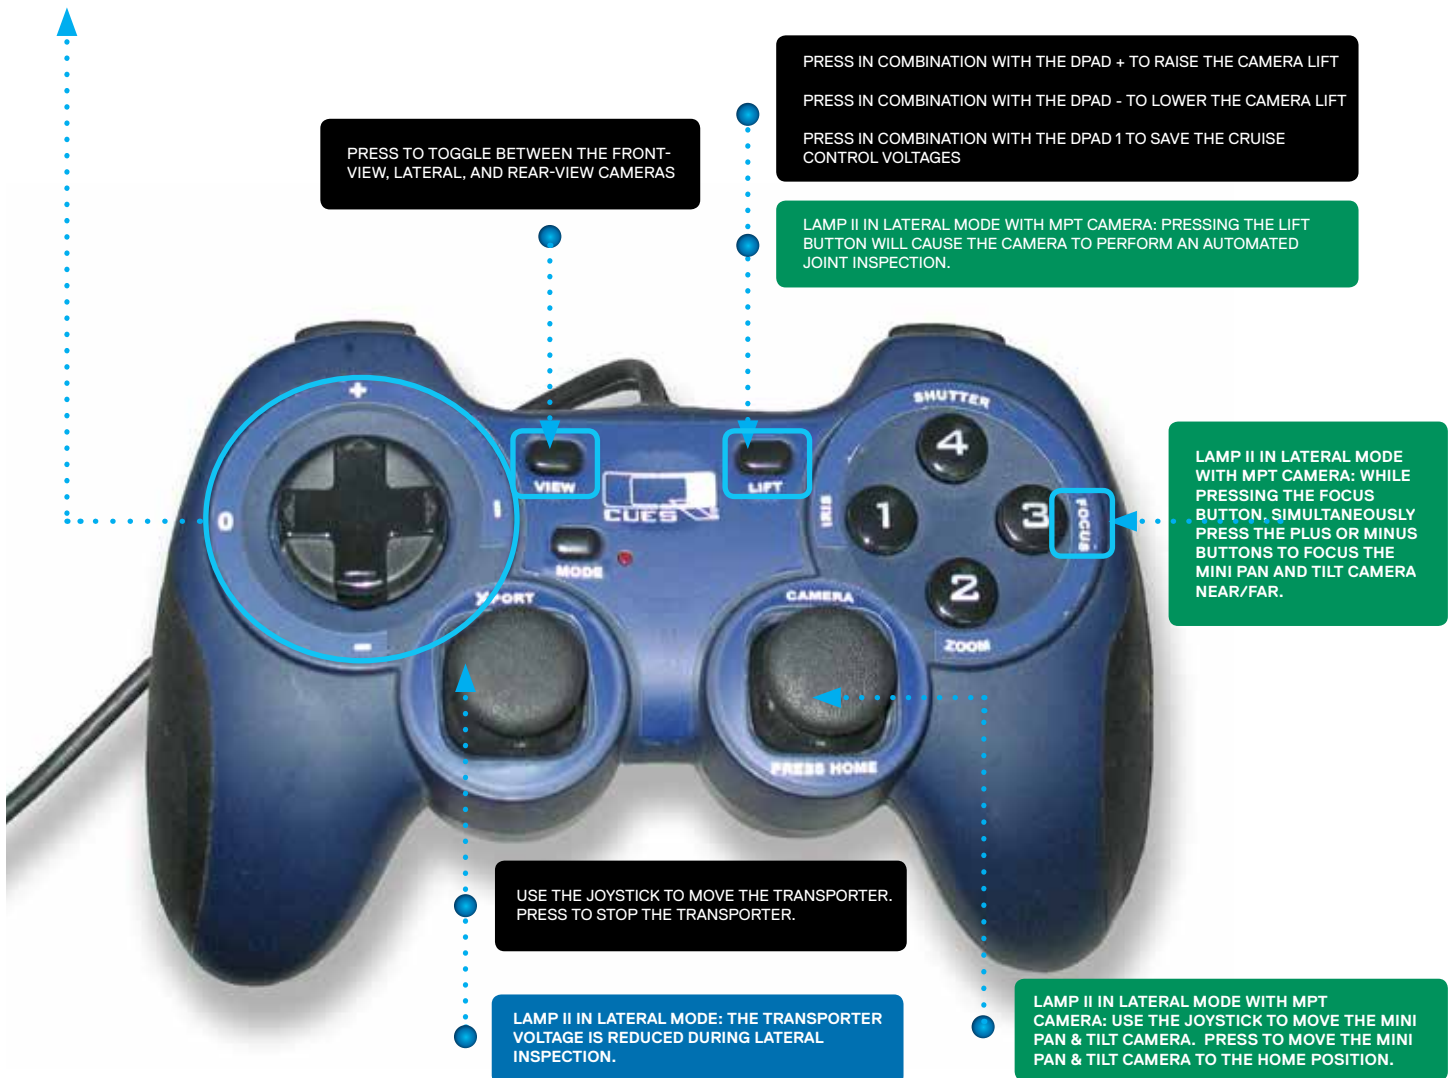 PRESS IN COMBINATION WITH THE DPAD + TO RAISE THE CAMERA LIFT
PRESS IN COMBINATION WITH THE DPAD - TO LOWER THE CAMERA LIFT
PRESS IN COMBINATION WITH THE DPAD 1 TO SAVE THE CRUISE
CONTROL VOLTAGES
PRESS TO TOGGLE BETWEEN THE FRONT-
VIEW, LATERAL, AND REAR-VIEW CAMERAS
LAMP II IN LATERAL MODE WITH MPT CAMERA: PRESSING THE LIFT
BUTTON WILL CAUSE THE CAMERA TO PERFORM AN AUTOMATED
JOINT INSPECTION.
+
0
-
VIEW
LIFT
CUES
MODE
SHUTTER
4
1
3
FOCUS
2
ZOOM
LAMP II IN LATERAL MODE
WITH MPT CAMERA: WHILE
PRESSING THE FOCUS
BUTTON. SIMULTANEOUSLY
PRESS THE PLUS OR MINUS
BUTTONS TO FOCUS THE
MINI PAN AND TILT CAMERA
NEAR/FAR.
XPORT
CAMERA
PRESS HOME
USE THE JOYSTICK TO MOVE THE TRANSPORTER.
PRESS TO STOP THE TRANSPORTER.
LAMP II IN LATERAL MODE: THE TRANSPORTER
VOLTAGE IS REDUCED DURING LATERAL
INSPECTION.
LAMP II IN LATERAL MODE WITH MPT
CAMERA: USE THE JOYSTICK TO MOVE THE MINI
PAN & TILT CAMERA. PRESS TO MOVE THE MINI
PAN & TILT CAMERA TO THE HOME POSITION.